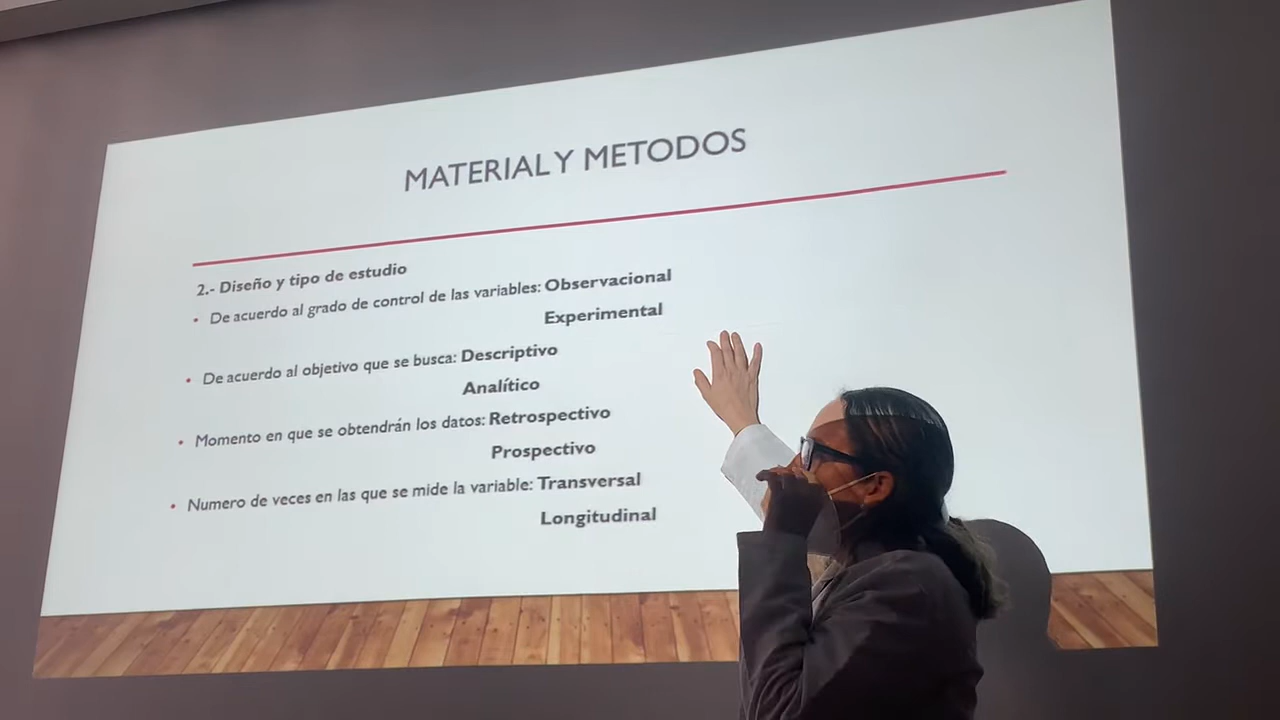 MATERIAL Y METODOS
2.- Diseño y tipo de estudio
• De acuerdo al grado de control de las variables: Observacional
Experimental
• De acuerdo al objetivo que se busca: Descriptivo
Analítico
• Momento en que se obtendrán los datos: Retrospectivo
Prospectivo
• Numero de veces en las que se mide la variable: Transversal
Longitudinal